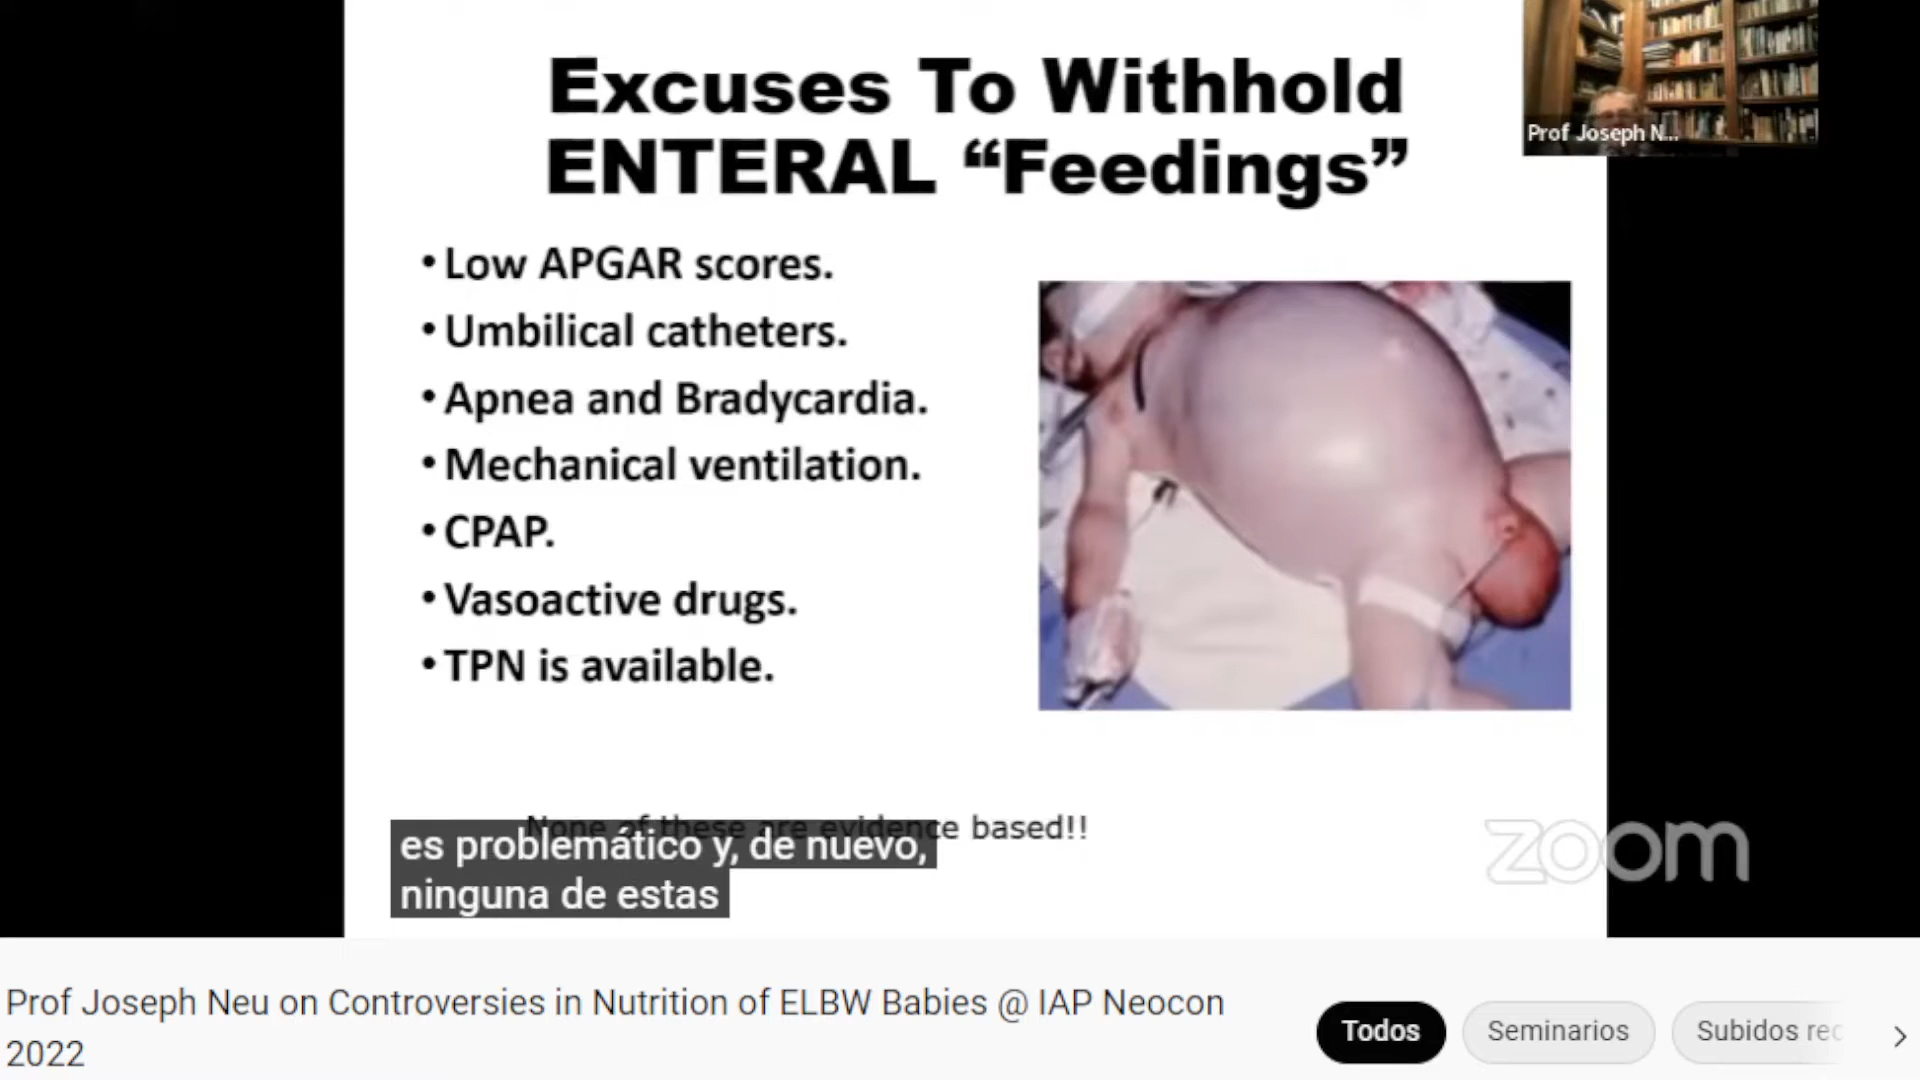 Excuses To Withhold
ENTERAL “Feedings”
Prof Joseph N...
• Low APGAR scores.
• Umbilical catheters.
• Apnea and Bradycardia.
• Mechanical ventilation.
• CPAP.
• Vasoactive drugs.
• TPN is available.
None of these are evidence based!!
es problemático y, de nuevo,
ninguna de estas
zoom
Prof Joseph Neu on Controversies in Nutrition of ELBW Babies @ IAP Neocon
2022
Todos
Seminarios
Subidos rec